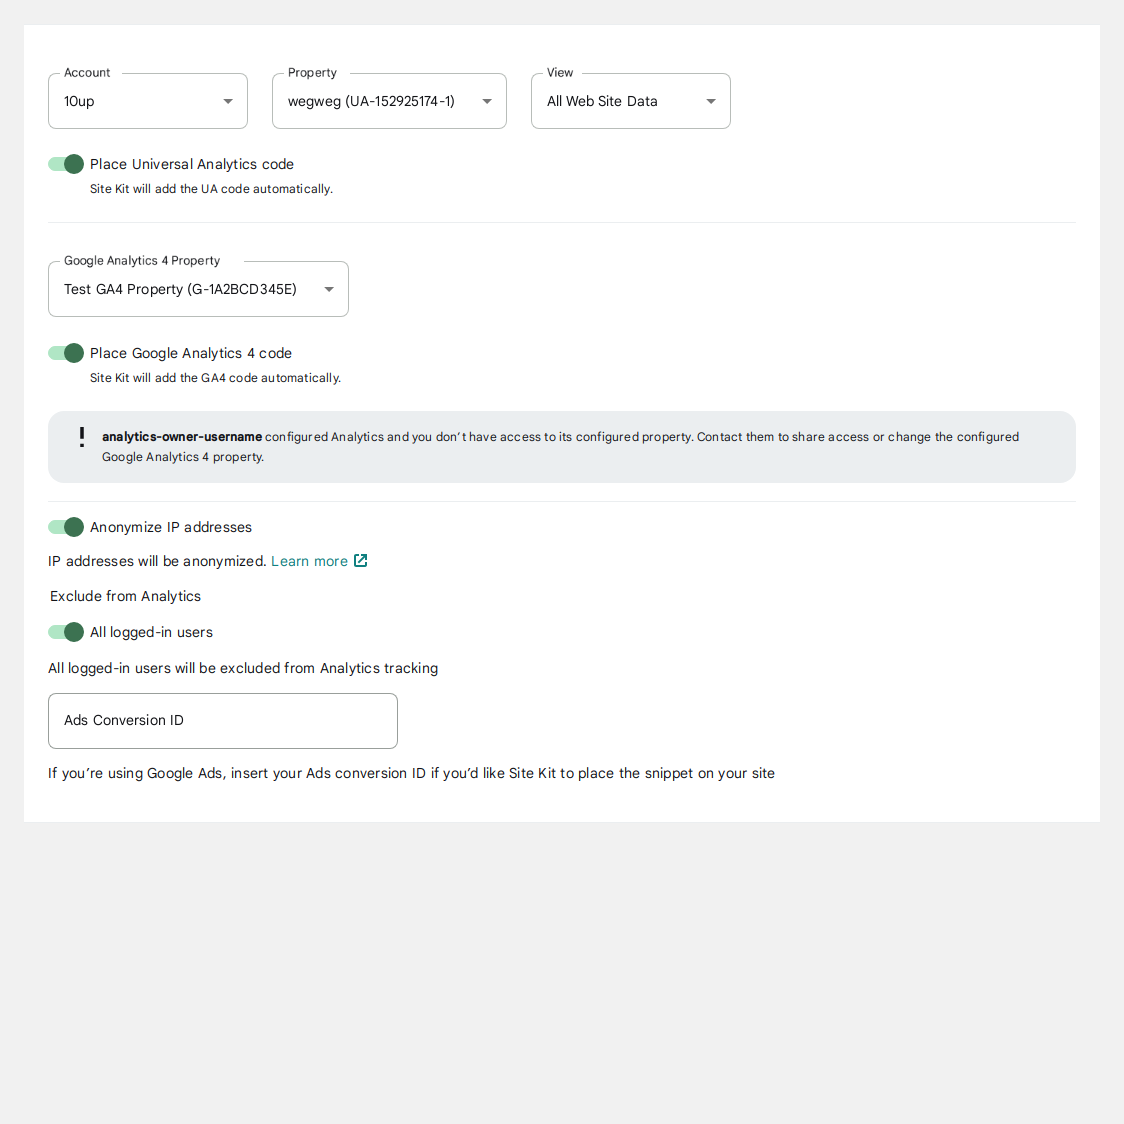 Account
10up
Property
wegweg (UA-152925174-1)
View
All Web Site Data
Place Universal Analytics code
Site Kit will add the UA code automatically.
Google Analytics 4 Property
Test GA4 Property (G-1A2BCD345E)
Place Google Analytics 4 code
Site Kit will add the GA4 code automatically.
analytics-owner-username configured Analytics and you don’t have access to its configured property. Contact them to share access or change the configured
Google Analytics 4 property.
Anonymize IP addresses
IP addresses will be anonymized. Learn more
Exclude from Analytics
All logged-in users
All logged-in users will be excluded from Analytics tracking
Ads Conversion ID
If you’re using Google Ads, insert your Ads conversion ID if you’d like Site Kit to place the snippet on your site